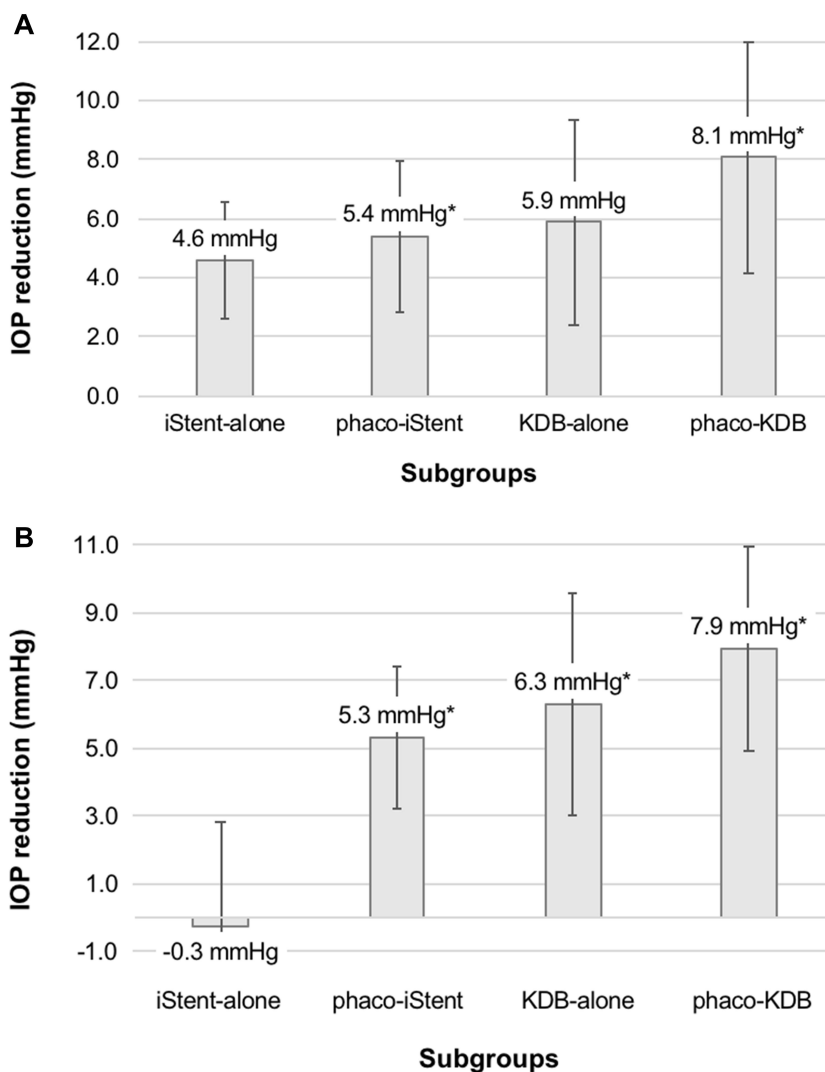 A
12.0
10.0
8.0
6.0
4.0
2.0
0.0
IOP reduction (mmHg)
4.6 mmHg
5.4 mmHg*
5.9 mmHg
8.1 mmHg*
iStent-alone phaco-iStent KDB-alone phaco-KDB
Subgroups
B
11.0
9.0
7.0
5.0
3.0
1.0
-1.0
IOP reduction (mmHg)
-0.3 mmHg
5.3 mmHg*
6.3 mmHg*
7.9 mmHg*
iStent-alone phaco-iStent KDB-alone phaco-KDB
Subgroups